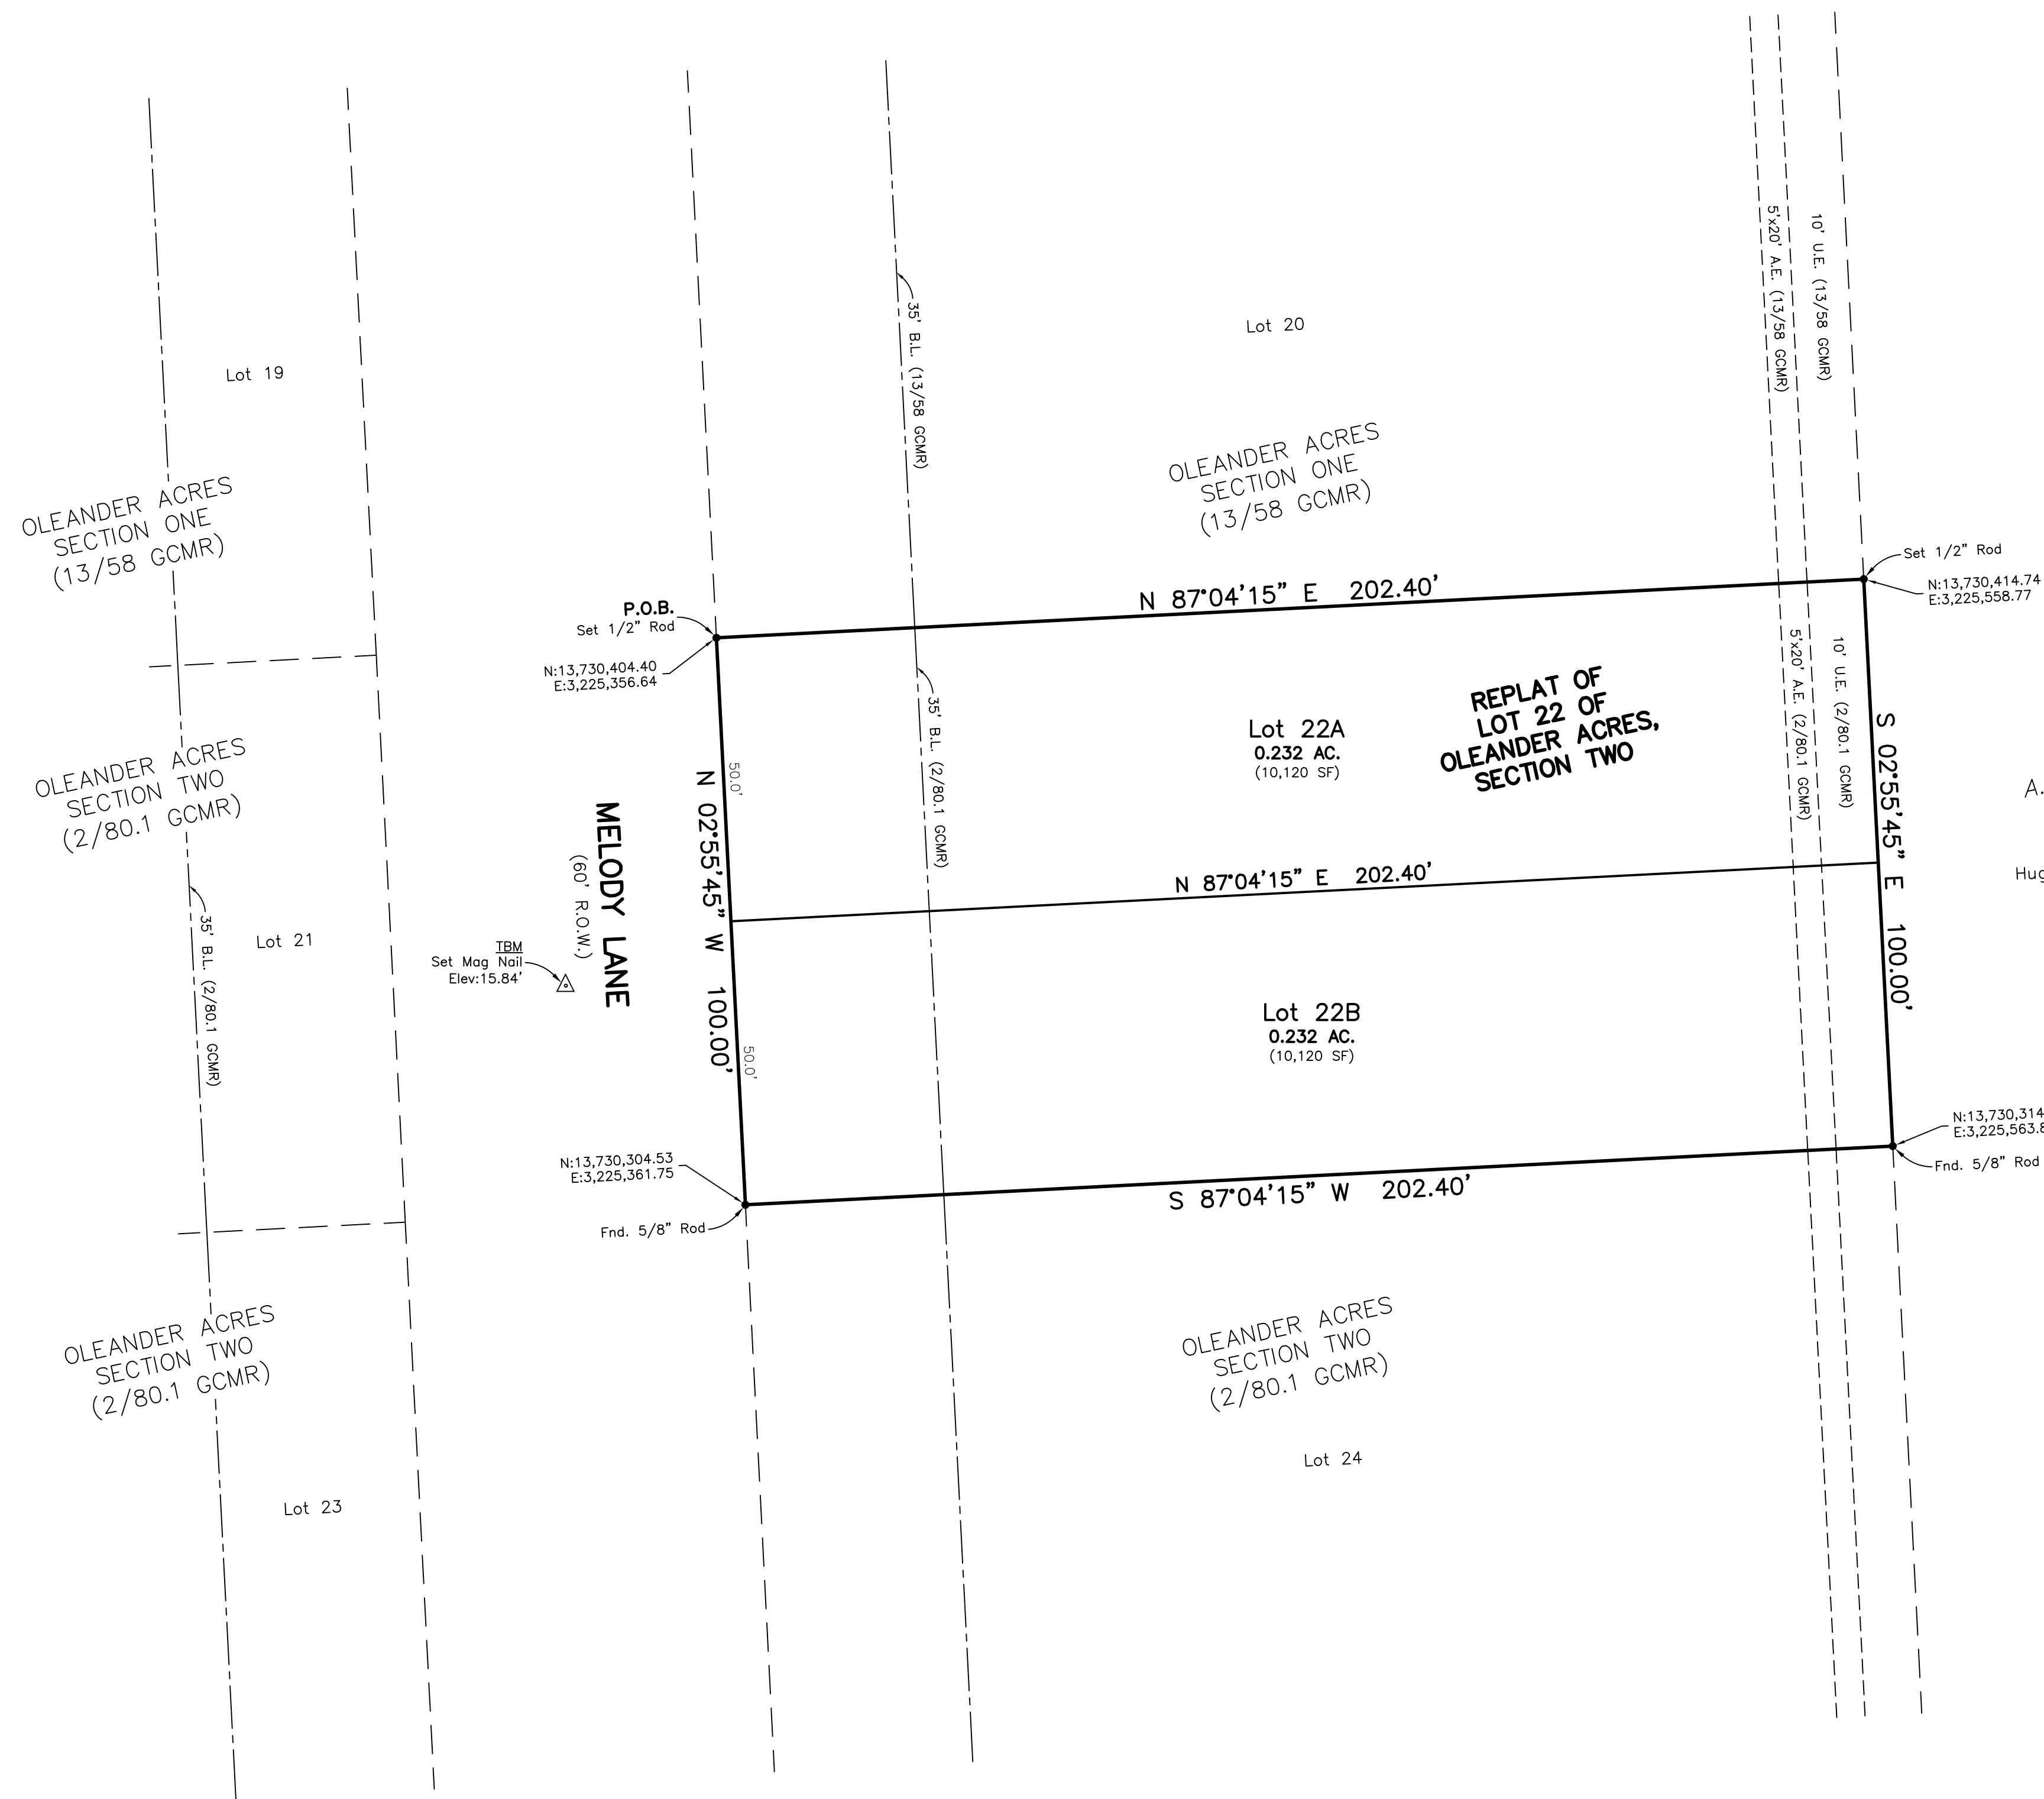 5'x20' A.E. (13/58 GCMR)
10' U.E. (13/58 GCMR)
35' B.L. (13/58 GCMR)
Lot 20
Lot 19
OLEANDER ACRES
SECTION ONE
(13/58 GCMR)
OLEANDER ACRES
SECTION ONE
(13/58 GCMR)
N 87°04'15" E 202.40'
Set 1/2" Rod
N:13,730,414.74
E:3,225,558.77
P.O.B.
Set 1/2" Rod
N:13,730,404.40
E:3,225,356.64
35' B.L. (2/80.1 GCMR)
5'x20' A.E. (2/80.1 GCMR)
10' U.E. (2/80.1 GCMR)
REPLAT OF
LOT 22 OF
OLEANDER ACRES,
SECTION TWO
Lot 22A
0.232 AC.
(10,120 SF)
OLEANDER ACRES
SECTION TWO
(2/80.1 GCMR)
50.0'
N 02°55'45" W 100.00'
S 02°55'45" E 100.00'
A.
Hug
MELODY LANE
(60' R.O.W.)
N 87°04'15" E 202.40'
35' B.L. (2/80.1 GCMR)
Lot 21
TBM
Set Mag Nail
Elev:15.84'
Lot 22B
0.232 AC.
(10,120 SF)
50.0'
N:13,730,314
E:3,225,563.8
Fnd. 5/8" Rod
N:13,730,304.53
E:3,225,361.75
Fnd. 5/8" Rod
S 87°04'15" W 202.40'
OLEANDER ACRES
SECTION TWO
(2/80.1 GCMR)
OLEANDER ACRES
SECTION TWO
(2/80.1 GCMR)
Lot 24
Lot 23